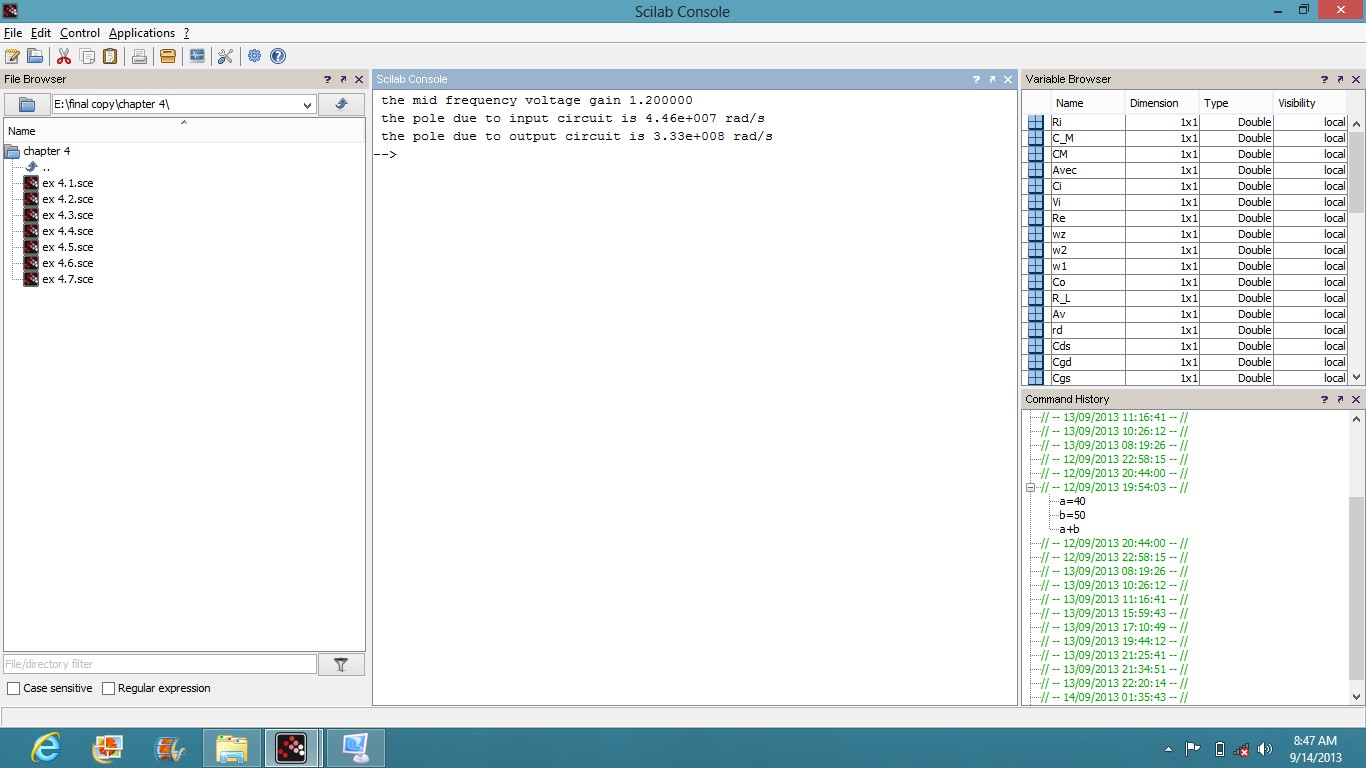 Scilab Console
File Edit Control Applications ?
File Browser
E:\final copy\chapter 4\
Name
chapter 4
..
ex 4.1.sce
ex 4.2.sce
ex 4.3.sce
ex 4.4.sce
ex 4.5.sce
ex 4.6.sce
ex 4.7.sce
File/directory filter
Case sensitive Regular expression
Scilab Console
the mid frequency voltage gain 1.200000
the pole due to input circuit is 4.46e+007 rad/s
the pole due to output circuit is 3.33e+008 rad/s
-->
Variable Browser
Name Dimension Type Visibility
Ri 1x1 Double local
C_M 1x1 Double local
CM 1x1 Double local
Avec 1x1 Double local
Ci 1x1 Double local
Vi 1x1 Double local
Re 1x1 Double local
wz 1x1 Double local
w2 1x1 Double local
w1 1x1 Double local
Co 1x1 Double local
R_L 1x1 Double local
Av 1x1 Double local
rd 1x1 Double local
Cds 1x1 Double local
Cgd 1x1 Double local
Cgs 1x1 Double local
Command History
// -- 13/09/2013 11:16:41 -- //
// -- 13/09/2013 10:26:12 -- //
// -- 13/09/2013 08:19:26 -- //
// -- 12/09/2013 22:58:15 -- //
// -- 12/09/2013 20:44:00 -- //
// -- 12/09/2013 19:54:03 -- //
a=40
b=50
a+b
// -- 12/09/2013 20:44:00 -- //
// -- 12/09/2013 22:58:15 -- //
// -- 13/09/2013 08:19:26 -- //
// -- 13/09/2013 10:26:12 -- //
// -- 13/09/2013 11:16:41 -- //
// -- 13/09/2013 15:59:43 -- //
// -- 13/09/2013 17:10:49 -- //
// -- 13/09/2013 19:44:12 -- //
// -- 13/09/2013 21:25:41 -- //
// -- 13/09/2013 21:34:51 -- //
// -- 13/09/2013 22:20:14 -- //
// -- 14/09/2013 01:35:43 -- //
8:47 AM
9/14/2013